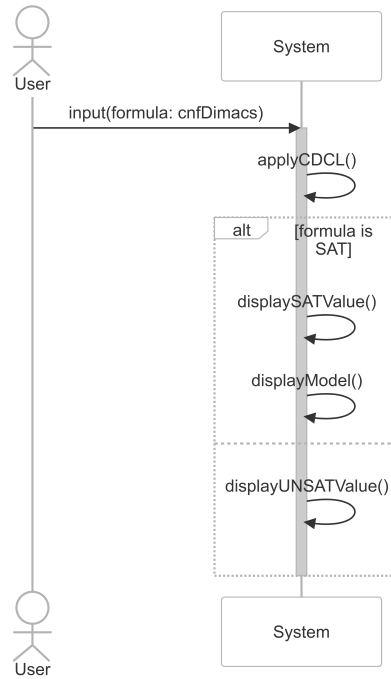 System
User
input(formula: cnfDimacs)
applyCDCL()
alt
[formula is
SAT]
displaySATValue()
displayModel()
displayUNSATValue()
System
User